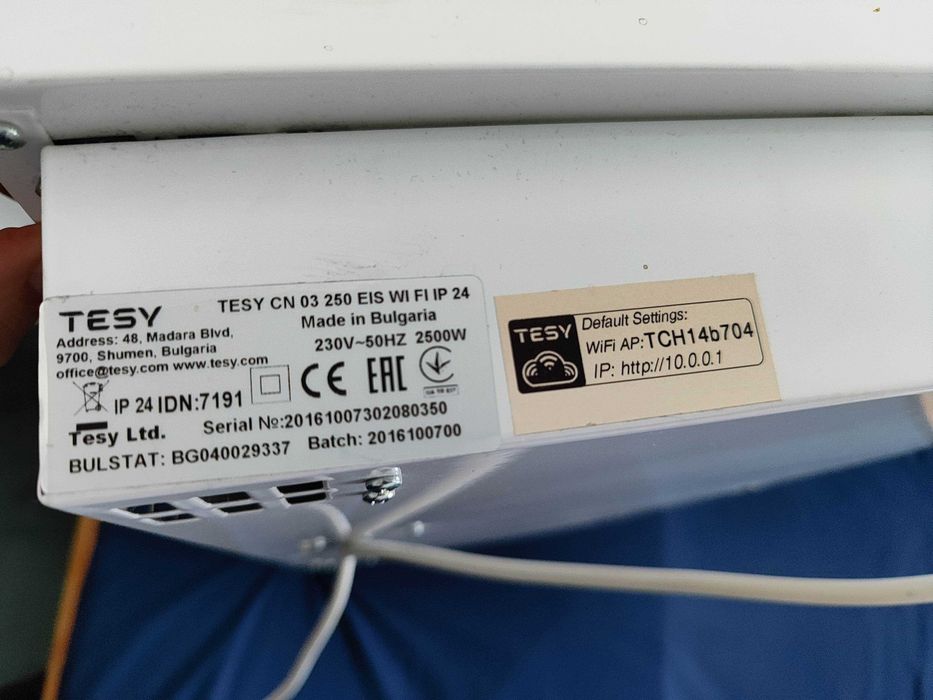 TESY
TESY CN 03 250 EIS WI FI IP 24
Address: 48, Madara Blvd,
9700, Shumen, Bulgaria
office@tesy.com www.tesy.com
Made in Bulgaria
230V~50HZ 2500W
IP 24 IDN:7191
CE EAC
Tesy Ltd.
Serial №:20161007302080350
BULSTAT: BG040029337
Batch: 2016100700
TESY
Default Settings:
WiFi AP:TCH14b704
IP: http://10.0.0.1